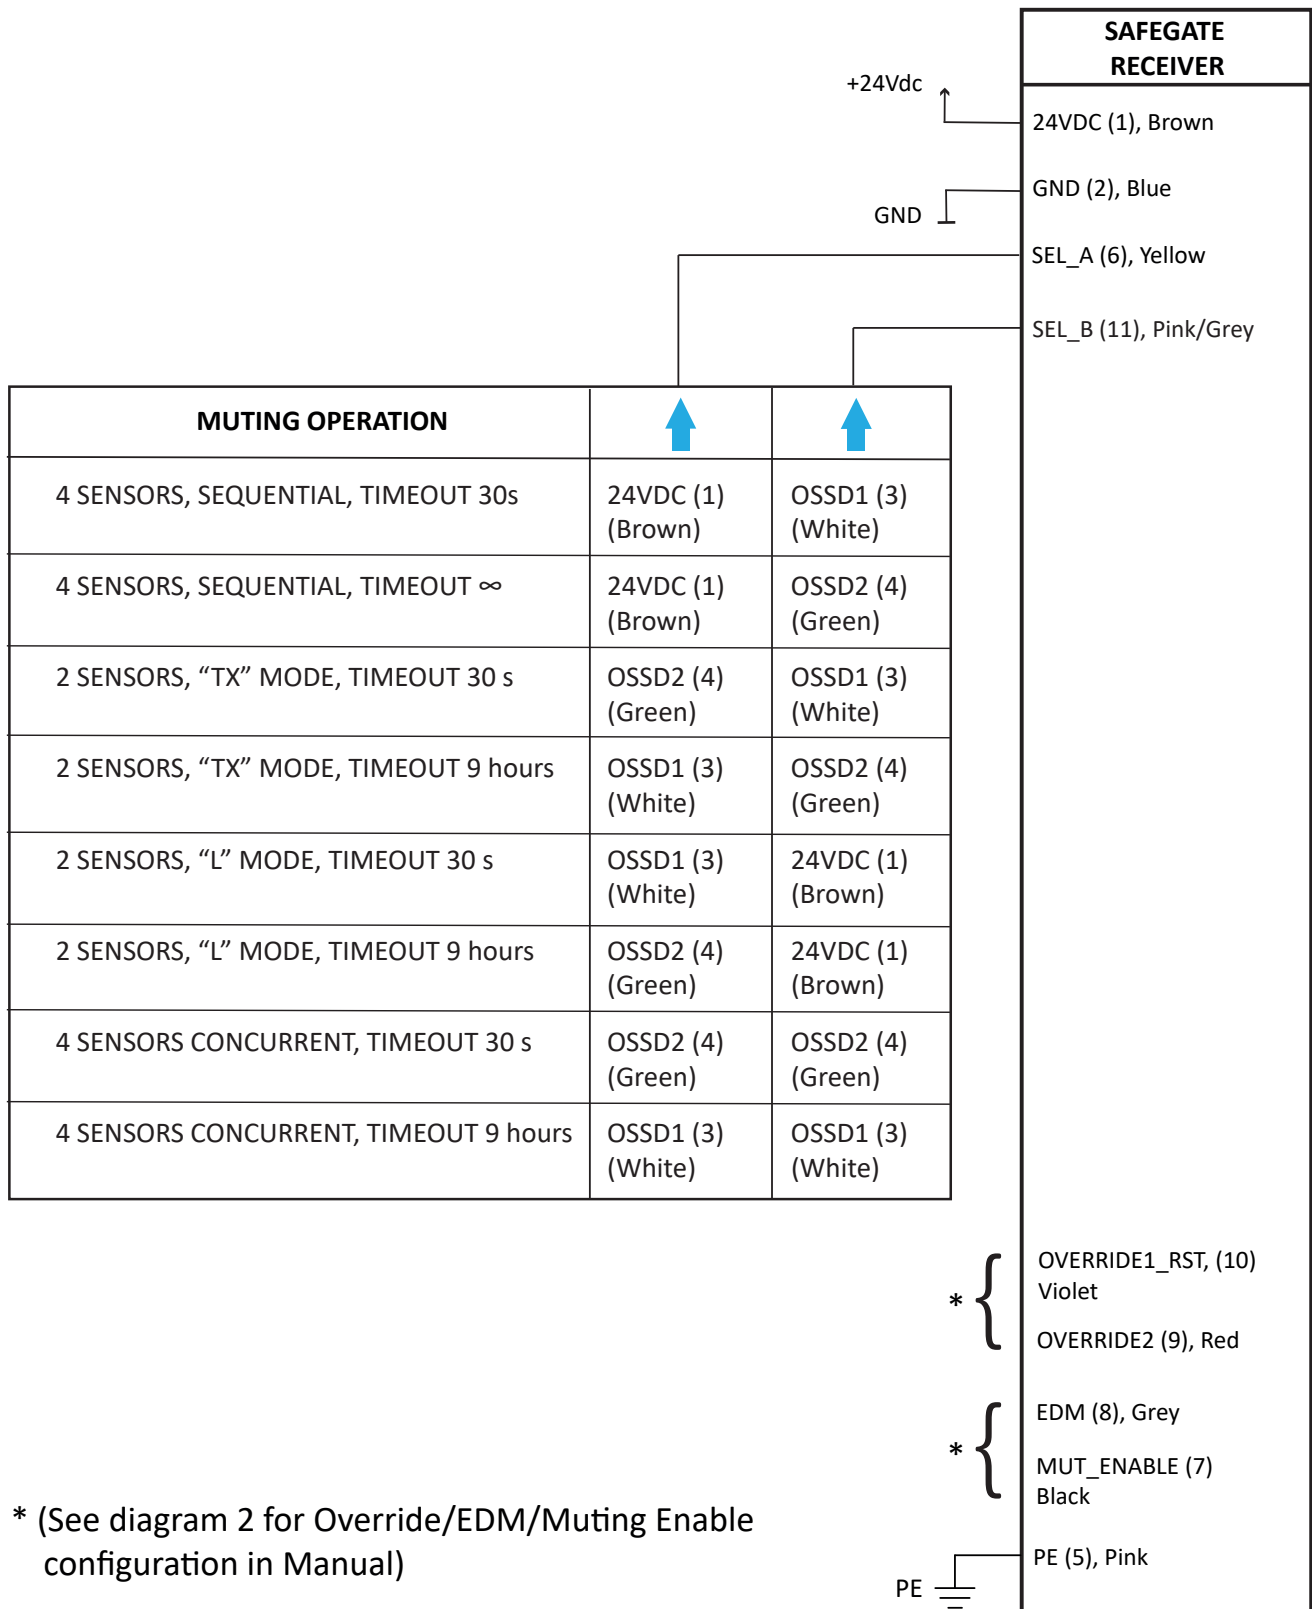 SAFEGATE
RECEIVER
+24Vdc
24VDC (1), Brown
GND (2), Blue
GND
SEL_A (6), Yellow
SEL_B (11), Pink/Grey
MUTING OPERATION
4 SENSORS, SEQUENTIAL, TIMEOUT 30s
24VDC (1)
(Brown)
OSSD1 (3)
(White)
4 SENSORS, SEQUENTIAL, TIMEOUT ∞
24VDC (1)
(Brown)
OSSD2 (4)
(Green)
2 SENSORS, “TX” MODE, TIMEOUT 30 s
OSSD2 (4)
(Green)
OSSD1 (3)
(White)
2 SENSORS, “TX” MODE, TIMEOUT 9 hours
OSSD1 (3)
(White)
OSSD2 (4)
(Green)
2 SENSORS, “L” MODE, TIMEOUT 30 s
OSSD1 (3)
(White)
24VDC (1)
(Brown)
2 SENSORS, “L” MODE, TIMEOUT 9 hours
OSSD2 (4)
(Green)
24VDC (1)
(Brown)
4 SENSORS CONCURRENT, TIMEOUT 30 s
OSSD2 (4)
(Green)
OSSD2 (4)
(Green)
4 SENSORS CONCURRENT, TIMEOUT 9 hours
OSSD1 (3)
(White)
OSSD1 (3)
(White)
*
OVERRIDE1_RST, (10)
Violet
OVERRIDE2 (9), Red
*
EDM (8), Grey
MUT_ENABLE (7)
Black
* (See diagram 2 for Override/EDM/Muting Enable
configuration in Manual)
PE (5), Pink
PE